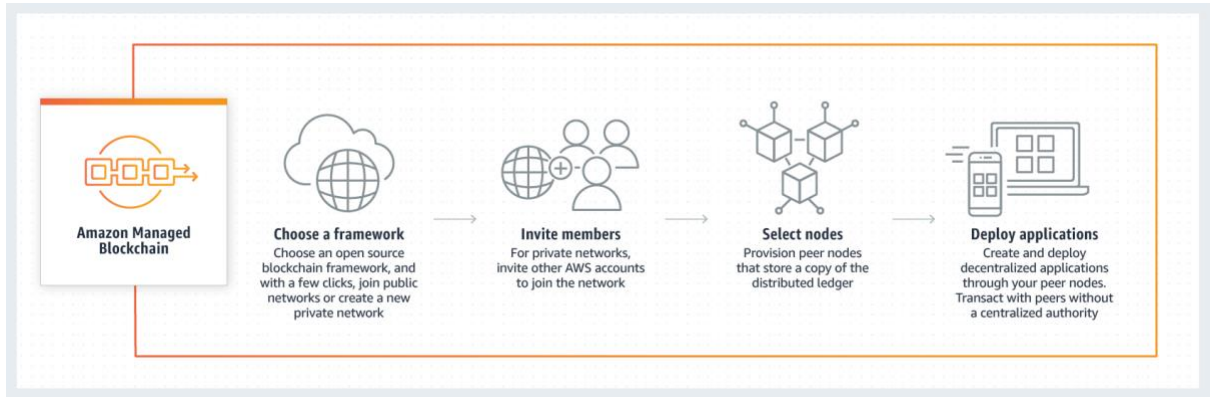 Amazon Managed
Blockchain
Choose a framework
Choose an open source
blockchain framework, and
with a few clicks, join public
networks or create a new
private network
Invite members
For private networks,
invite other AWS accounts
to join the network
Select nodes
Provision peer nodes
that store a copy of the
distributed ledger
Deploy applications
Create and deploy
decentralized applications
through your peer nodes.
Transact with peers without
a centralized authority